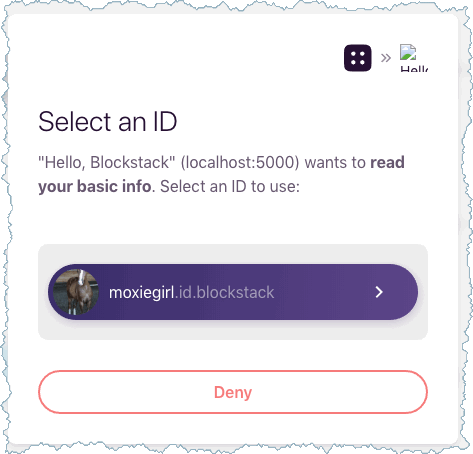 »
Hello
Select an ID
"Hello, Blockstack" (localhost:5000) wants to read
your basic info. Select an ID to use:
moxiegirl.id.blockstack
Deny